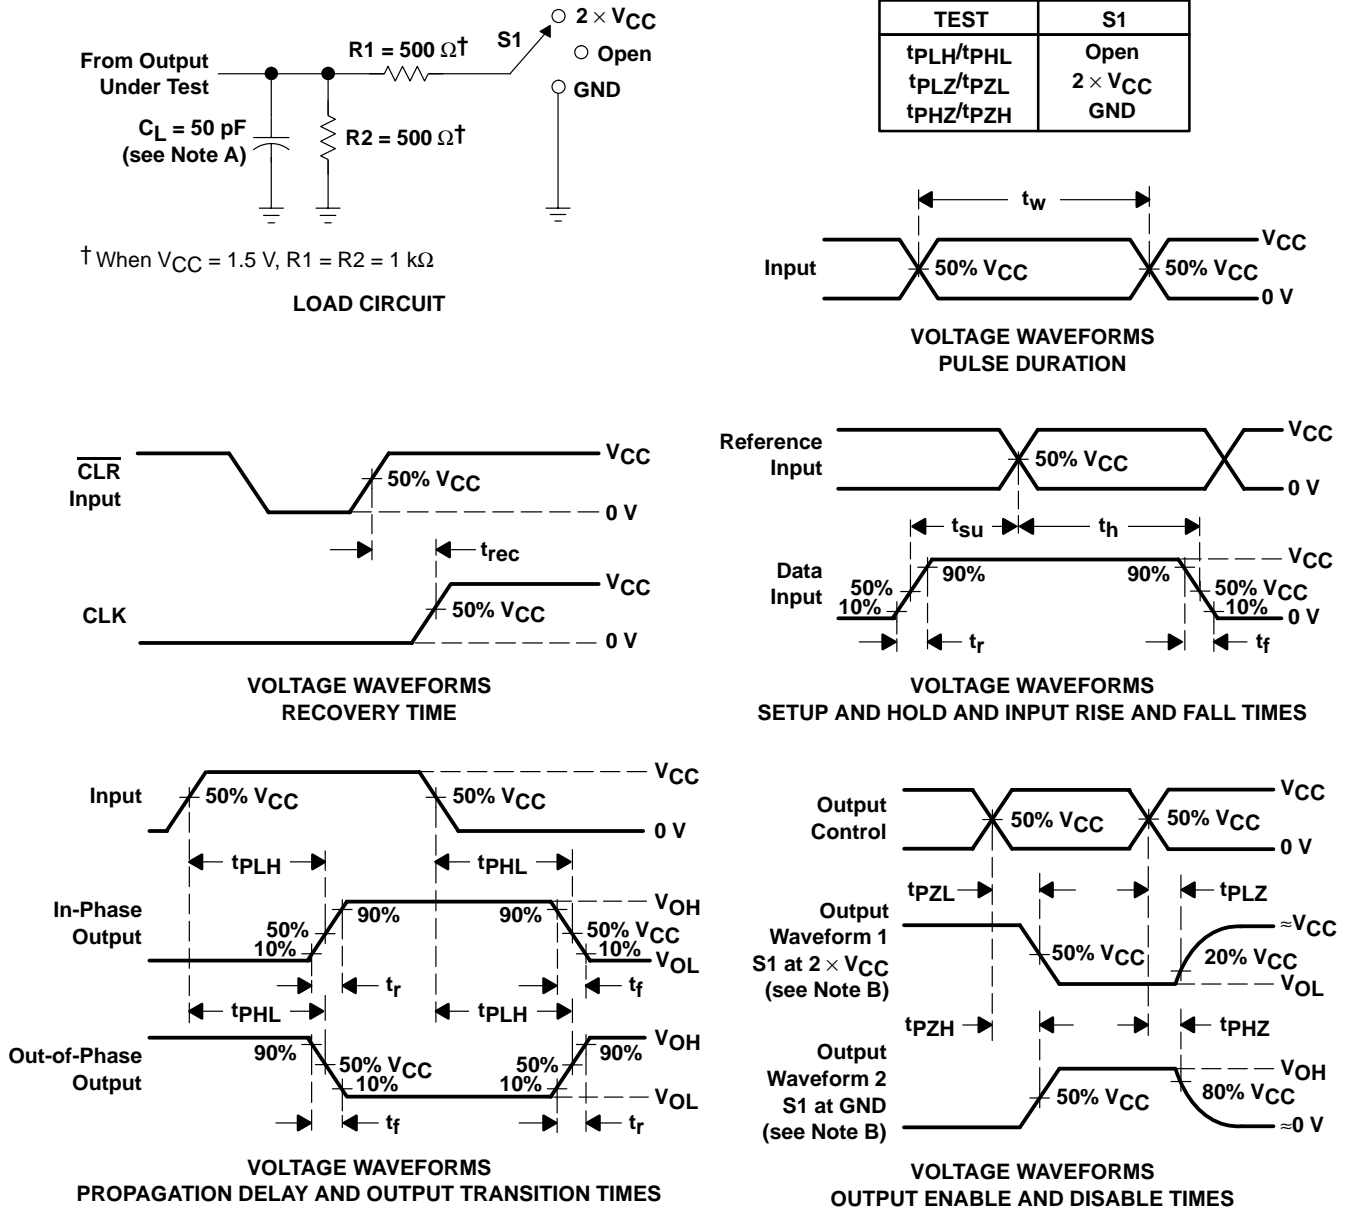 From Output
Under Test
CL = 50 pF
(see Note A)
R1 = 500 Ω†
R2 = 500 Ω†
S1
2 × VCC
Open
GND
† When VCC = 1.5 V, R1 = R2 = 1 kΩ
LOAD CIRCUIT
TEST S1
tPLH/tPHL Open
tPLZ/tPZL 2 × VCC
tPHZ/tPZH GND
tw
Input
50% VCC
50% VCC
VCC
0 V
VOLTAGE WAVEFORMS
PULSE DURATION
CLR
Input
50% VCC
VCC
0 V
trec
CLK
50% VCC
VCC
0 V
VOLTAGE WAVEFORMS
RECOVERY TIME
Reference
Input
50% VCC
VCC
0 V
tsu
th
Data
Input
50%
10%
90%
90%
VCC
50% VCC
10%
0 V
tr
tf
VOLTAGE WAVEFORMS
SETUP AND HOLD AND INPUT RISE AND FALL TIMES
Input
50% VCC
50% VCC
VCC
0 V
tPLH
tPHL
In-Phase
Output
50%
10%
90%
90%
VOH
50% VCC
10%
VOL
tr
tf
tPHL
tPLH
Out-of-Phase
Output
90%
50% VCC
10%
50%
10%
VOH
90%
VOL
tf
tr
VOLTAGE WAVEFORMS
PROPAGATION DELAY AND OUTPUT TRANSITION TIMES
Output
Control
50% VCC
50% VCC
VCC
0 V
tPZL
tPLZ
Output
Waveform 1
S1 at 2 × VCC
(see Note B)
50% VCC
≈VCC
20% VCC
VOL
tPZH
tPHZ
Output
Waveform 2
S1 at GND
(see Note B)
50% VCC
VOH
80% VCC
≈0 V
VOLTAGE WAVEFORMS
OUTPUT ENABLE AND DISABLE TIMES